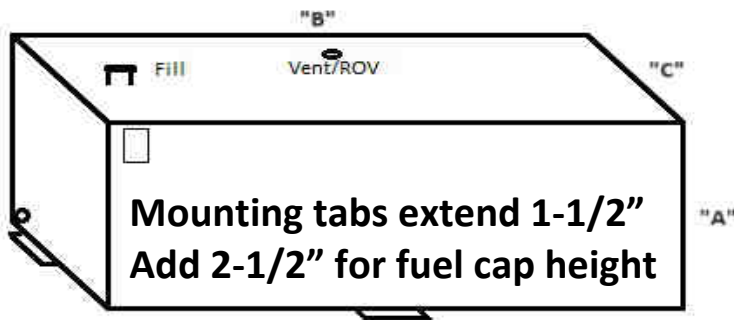 "B"
Fill
Vent/ROV
"C"
Mounting tabs extend 1-1/2”
"A"
Add 2-1/2” for fuel cap height